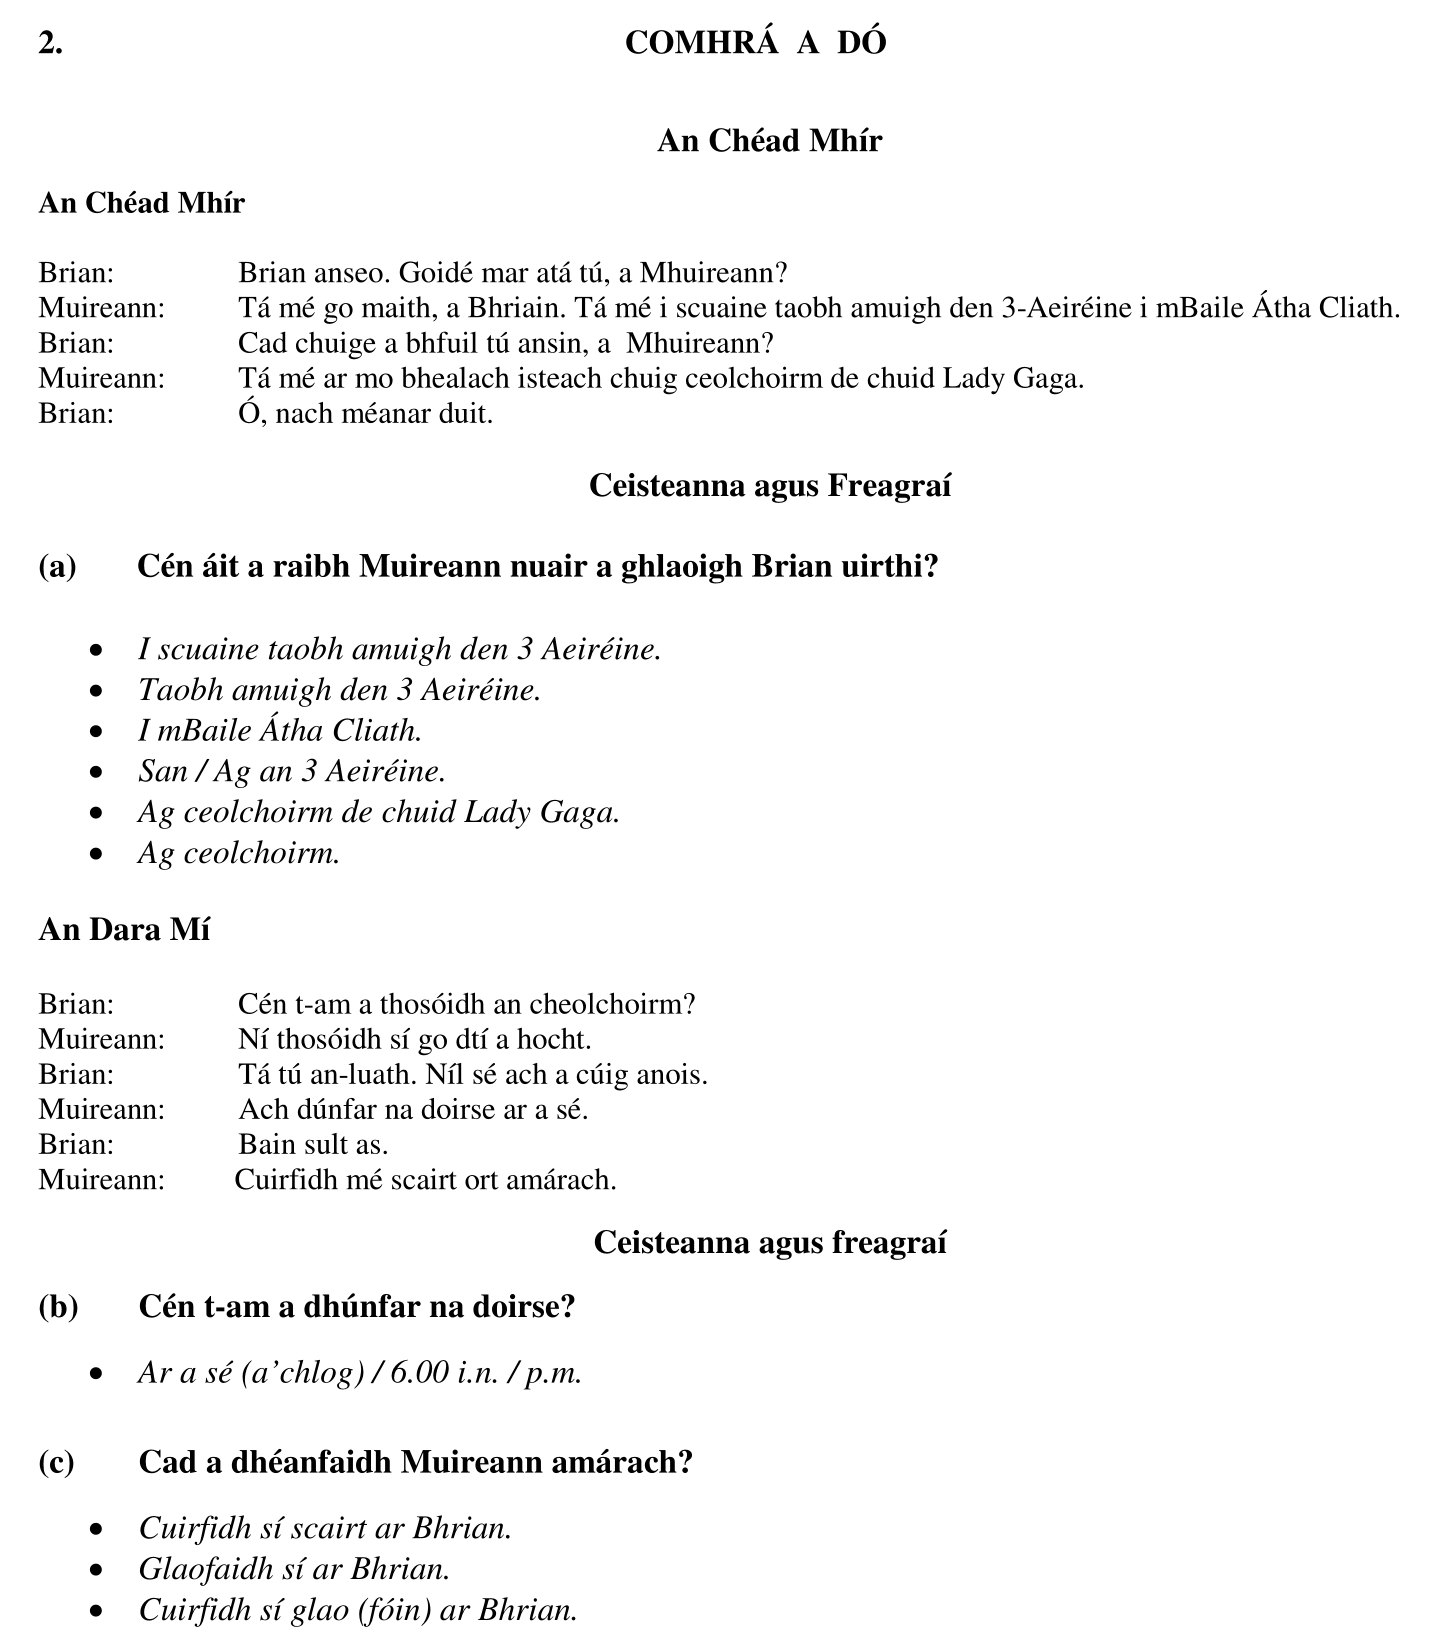 2. COMHRÁ A DÓ
An Chéad Mhír
An Chéad Mhír
Brian: Brian anseo. Goidé mar atá tú, a Mhuireann?
Muireann: Tá mé go maith, a Bhriain. Tá mé i scuaine taobh amuigh den 3-Aeiréine i mBaile Átha Cliath.
Brian: Cad chuige a bhfuil tú ansin, a Mhuireann?
Muireann: Tá mé ar mo bhealach isteach chuig ceolchoirm de chuid Lady Gaga.
Brian: Ó, nach méanar duit.
Ceisteanna agus Freagraí
(a) Cén áit a raibh Muireann nuair a ghlaoigh Brian uirthi?
• I scuaine taobh amuigh den 3 Aeiréine.
• Taobh amuigh den 3 Aeiréine.
• I mBaile Átha Cliath.
• San / Ag an 3 Aeiréine.
• Ag ceolchoirm de chuid Lady Gaga.
• Ag ceolchoirm.
An Dara Mí
Brian: Cén t-am a thosóidh an cheolchoirm?
Muireann: Ní thosóidh sí go dtí a hocht.
Brian: Tá tú an-luath. Níl sé ach a cúig anois.
Muireann: Ach dúnfar na doirse ar a sé.
Brian: Bain sult as.
Muireann: Cuirfidh mé scairt ort amárach.
Ceisteanna agus freagraí
(b) Cén t-am a dhúnfar na doirse?
• Ar a sé (a’chlog) / 6.00 i.n. / p.m.
(c) Cad a dhéanfaidh Muireann amárach?
• Cuirfidh sí scairt ar Bhrian.
• Glaofaidh sí ar Bhrian.
• Cuirfidh sí glao (fóin) ar Bhrian.